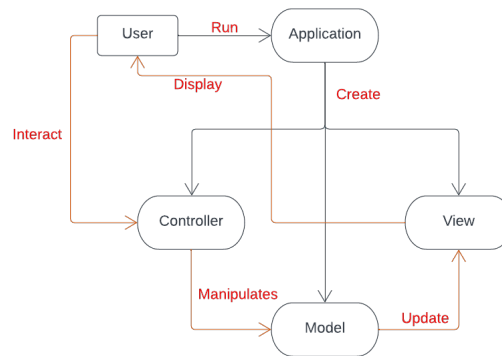 User
Run
Application
Display
Create
Interact
Controller
View
Manipulates
Model
Update